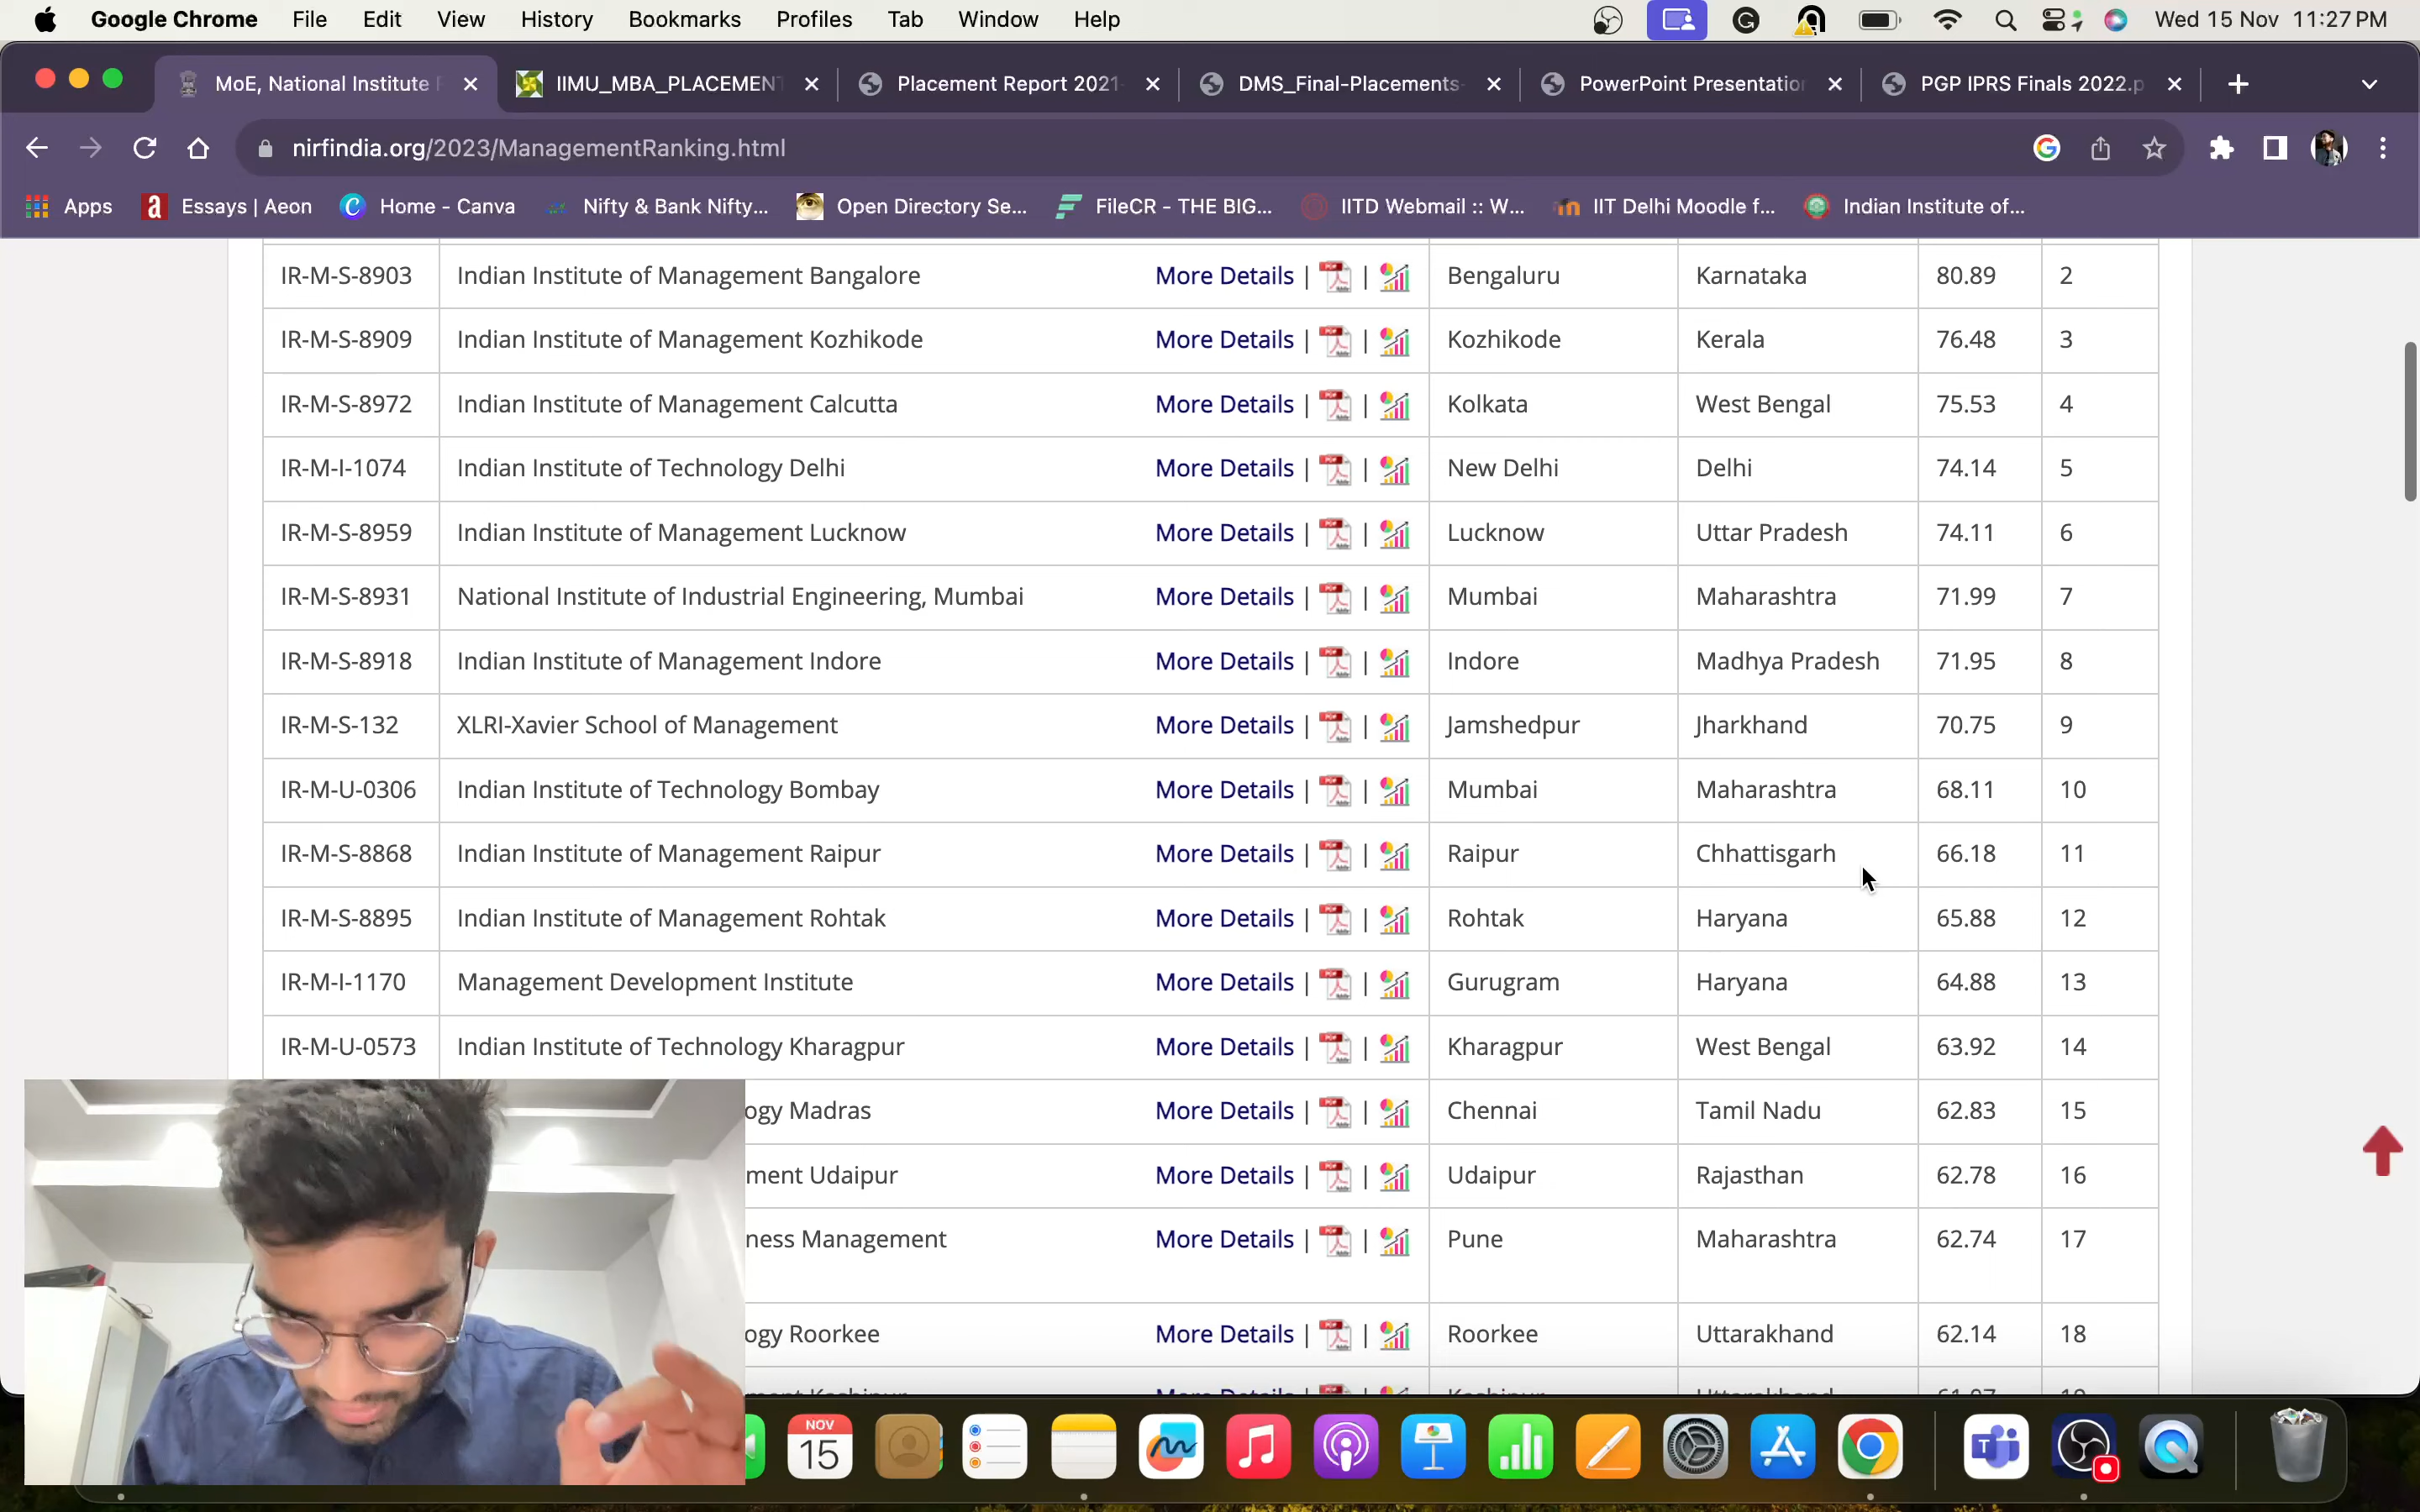 Google Chrome File Edit View History Bookmarks Profiles Tab Window Help Wed 15 Nov 11:27 PM
MoE, National Institute IIMU_MBA_PLACEMEN Placement Report 2021- DMS_Final-Placements- PowerPoint Presentation PGP IPRS Finals 2022.p
nirfindia.org/2023/ManagementRanking.html
Apps Essays | Aeon Home - Canva Nifty & Bank Nifty... Open Directory Se... FileCR - THE BIG... IITD Webmail :: W... IIT Delhi Moodle f... Indian Institute of...
IR-M-S-8903 Indian Institute of Management Bangalore More Details | | Bengaluru Karnataka 80.89 2
IR-M-S-8909 Indian Institute of Management Kozhikode More Details | | Kozhikode Kerala 76.48 3
IR-M-S-8972 Indian Institute of Management Calcutta More Details | | Kolkata West Bengal 75.53 4
IR-M-I-1074 Indian Institute of Technology Delhi More Details | | New Delhi Delhi 74.14 5
IR-M-S-8959 Indian Institute of Management Lucknow More Details | | Lucknow Uttar Pradesh 74.11 6
IR-M-S-8931 National Institute of Industrial Engineering, Mumbai More Details | | Mumbai Maharashtra 71.99 7
IR-M-S-8918 Indian Institute of Management Indore More Details | | Indore Madhya Pradesh 71.95 8
IR-M-S-132 XLRI-Xavier School of Management More Details | | Jamshedpur Jharkhand 70.75 9
IR-M-U-0306 Indian Institute of Technology Bombay More Details | | Mumbai Maharashtra 68.11 10
IR-M-S-8868 Indian Institute of Management Raipur More Details | | Raipur Chhattisgarh 66.18 11
IR-M-S-8895 Indian Institute of Management Rohtak More Details | | Rohtak Haryana 65.88 12
IR-M-I-1170 Management Development Institute More Details | | Gurugram Haryana 64.88 13
IR-M-U-0573 Indian Institute of Technology Kharagpur More Details | | Kharagpur West Bengal 63.92 14
ogy Madras More Details | | Chennai Tamil Nadu 62.83 15
ment Udaipur More Details | | Udaipur Rajasthan 62.78 16
ness Management More Details | | Pune Maharashtra 62.74 17
ogy Roorkee More Details | | Roorkee Uttarakhand 62.14 18
NOV
15